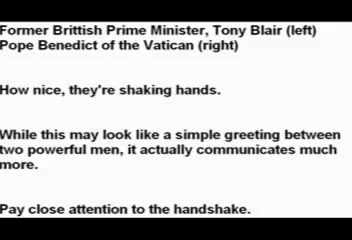 Former Brittish Prime Minister, Tony Blair (left)
Pope Benedict of the Vatican (right)
How nice, they're shaking hands.
While this may look like a simple greeting between
two powerful men, it actually communicates much
more.
Pay close attention to the handshake.